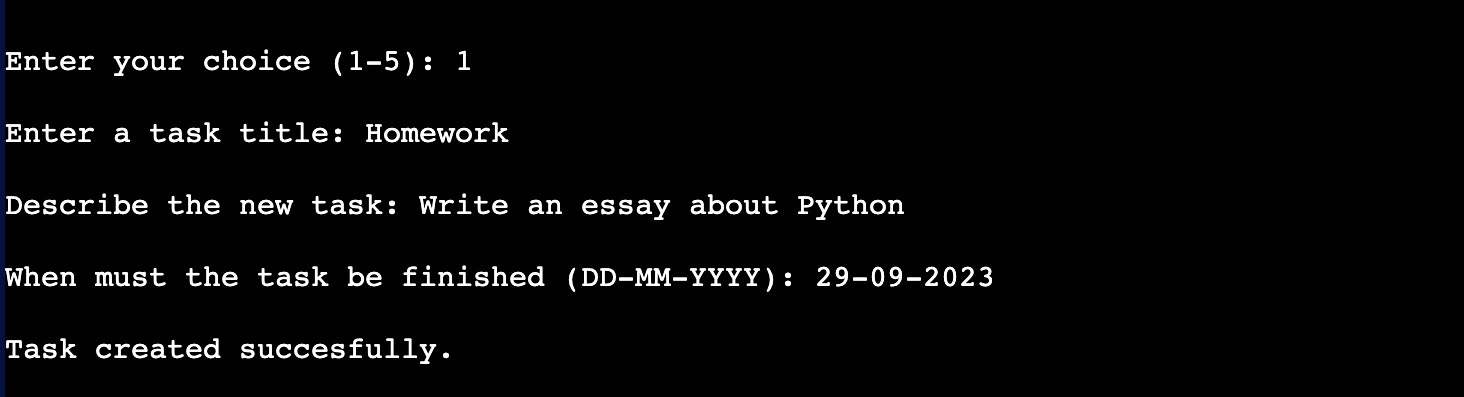 Enter your choice (1-5): 1
Enter a task title: Homework
Describe the new task: Write an essay about Python
When must the task be finished (DD-MM-YYYY): 29-09-2023
Task created succesfully.